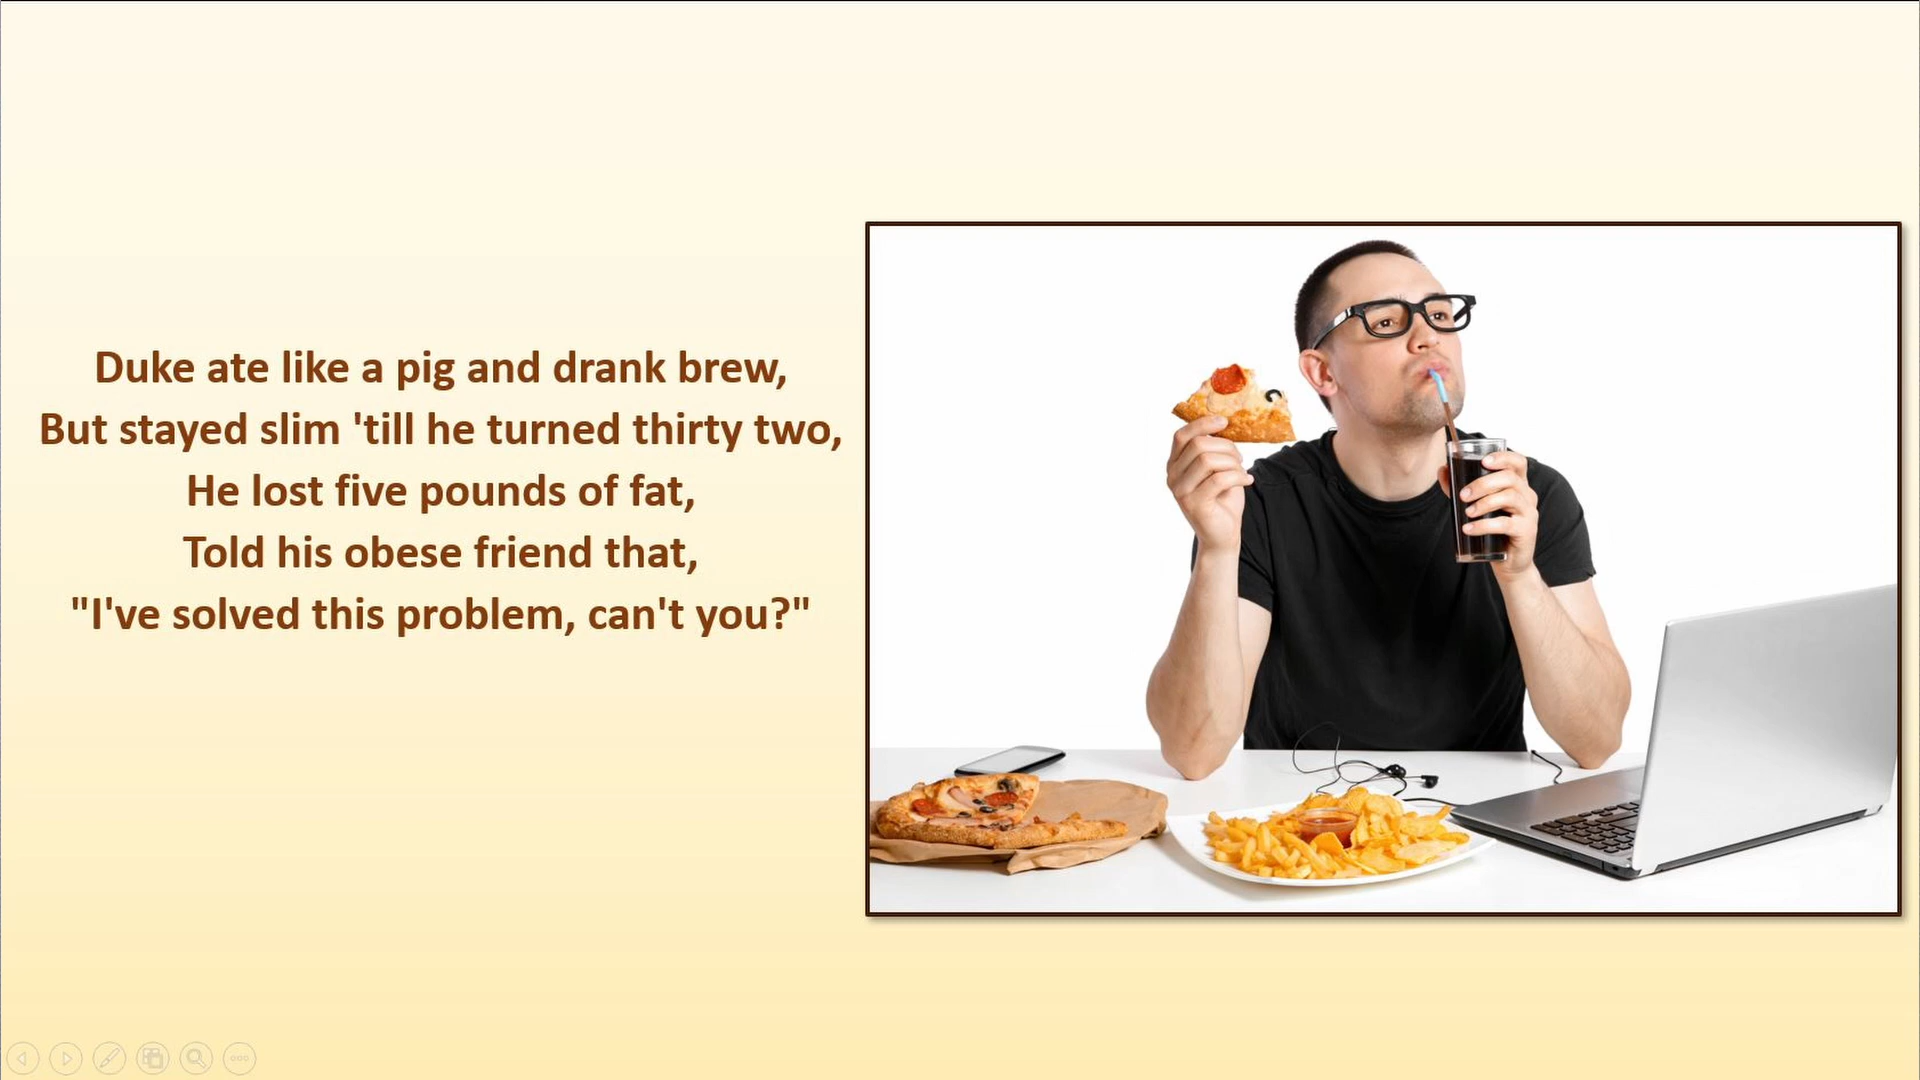 Duke ate like a pig and drank brew,
But stayed slim 'till he turned thirty two,
He lost five pounds of fat,
Told his obese friend that,
"I've solved this problem, can't you?"